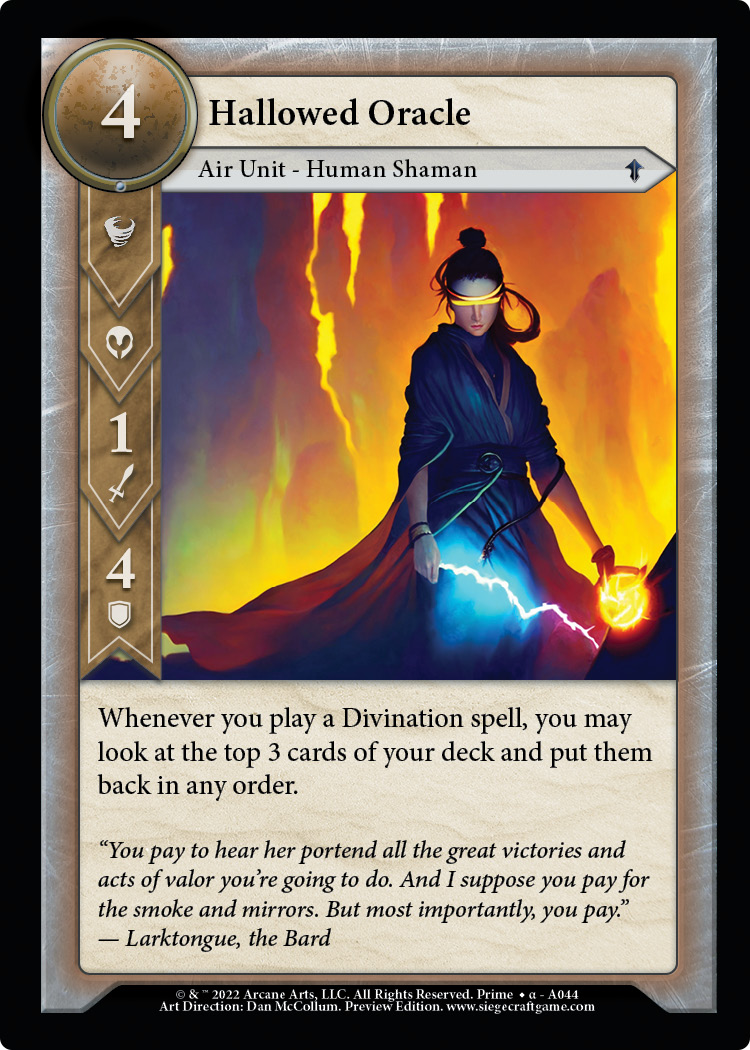 4
Hallowed Oracle
Air Unit - Human Shaman
1
4
Whenever you play a Divination spell, you may
look at the top 3 cards of your deck and put them
back in any order.
“You pay to hear her portend all the great victories and
acts of valor you’re going to do. And I suppose you pay for
the smoke and mirrors. But most importantly, you pay.”
— Larktongue, the Bard
© & ™ 2022 Arcane Arts, LLC. All Rights Reserved. Prime ⬥ α - A044
Art Direction: Dan McCollum. Preview Edition. www.siegecraftgame.com